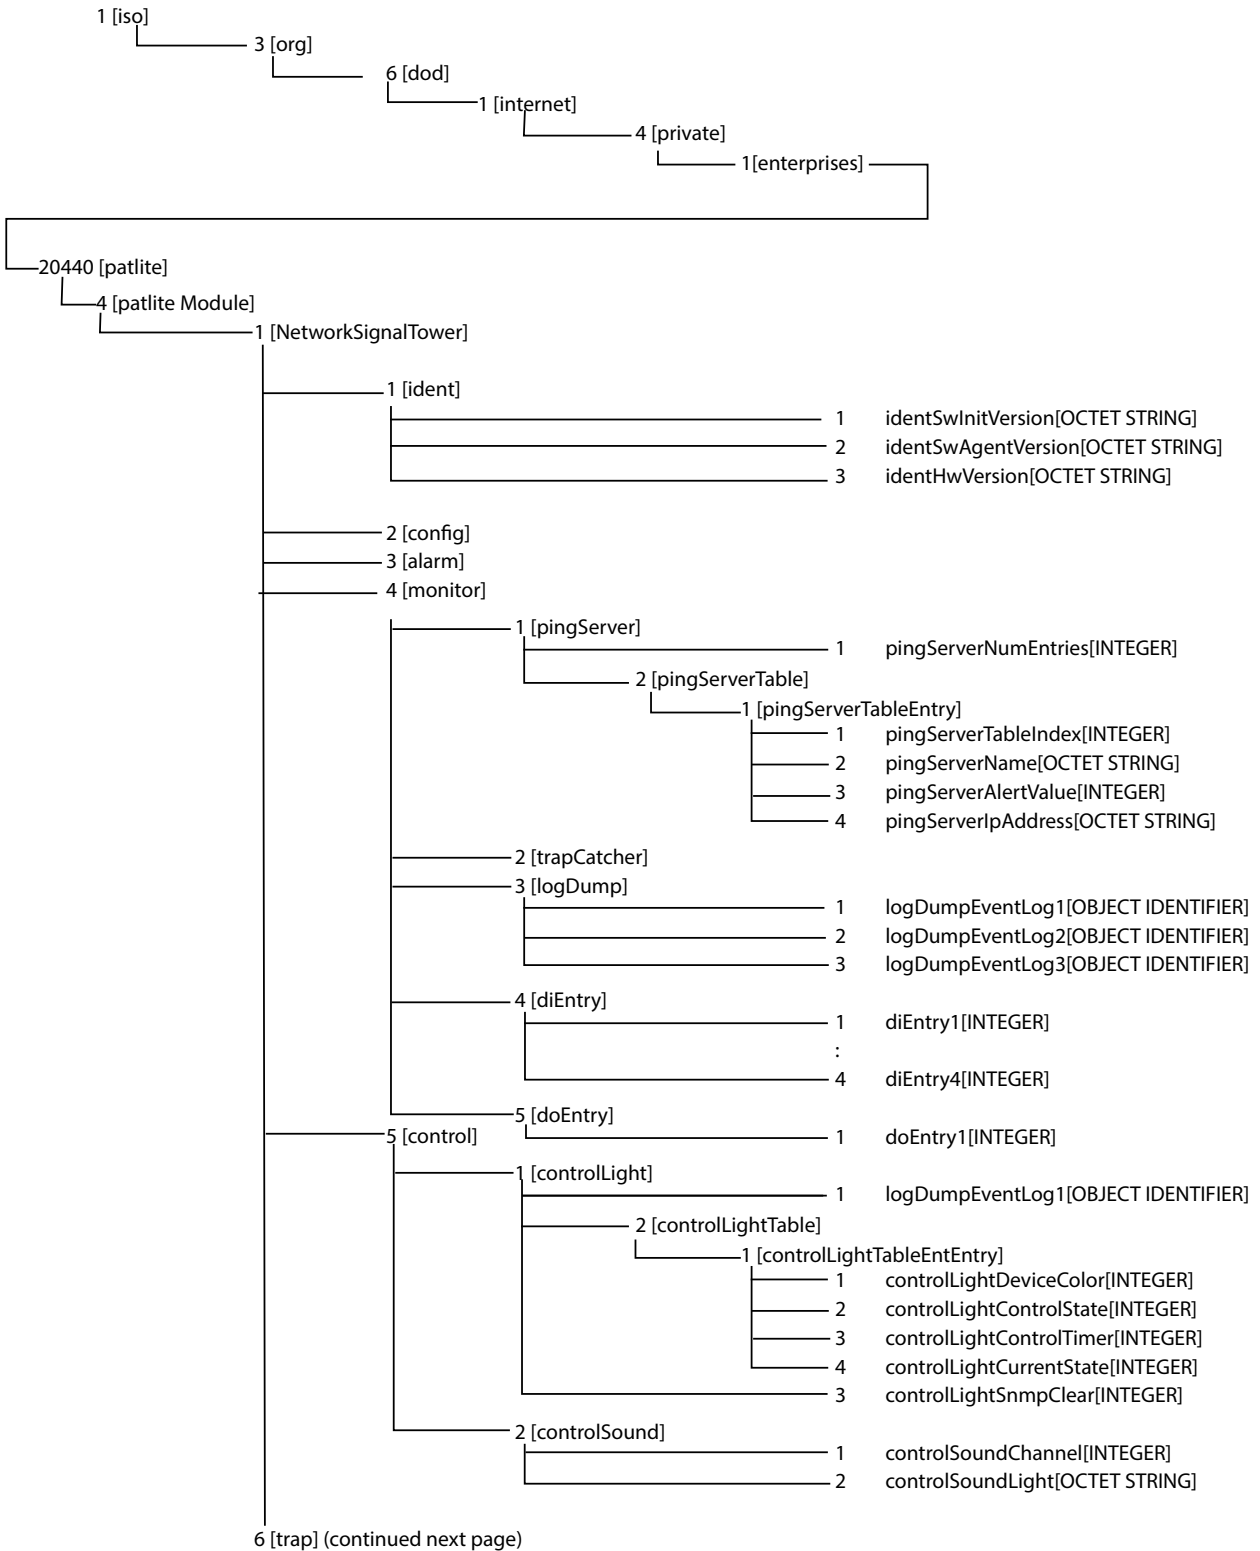 1 [iso]
3 [org]
6 [dod]
1 [internet]
4 [private]
1[enterprises]
20440 [patlite]
4 [patlite Module]
1 [NetworkSignalTower]
1 [ident]
1 identSwInitVersion[OCTET STRING]
2 identSwAgentVersion[OCTET STRING]
3 identHwVersion[OCTET STRING]
2 [config]
3 [alarm]
4 [monitor]
1 [pingServer]
1 pingServerNumEntries[INTEGER]
2 [pingServerTable]
1 [pingServerTableEntry]
1 pingServerTableIndex[INTEGER]
2 pingServerName[OCTET STRING]
3 pingServerAlertValue[INTEGER]
4 pingServerIpAddress[OCTET STRING]
2 [trapCatcher]
3 [logDump]
1 logDumpEventLog1[OBJECT IDENTIFIER]
2 logDumpEventLog2[OBJECT IDENTIFIER]
3 logDumpEventLog3[OBJECT IDENTIFIER]
4 [diEntry]
1 diEntry1[INTEGER]
:
4 diEntry4[INTEGER]
5 [doEntry]
1 doEntry1[INTEGER]
5 [control]
1 [controlLight]
1 logDumpEventLog1[OBJECT IDENTIFIER]
2 [controlLightTable]
1 [controlLightTableEntEntry]
1 controlLightDeviceColor[INTEGER]
2 controlLightControlState[INTEGER]
3 controlLightControlTimer[INTEGER]
4 controlLightCurrentState[INTEGER]
3 controlLightSnmpClear[INTEGER]
2 [controlSound]
1 controlSoundChannel[INTEGER]
2 controlSoundLight[OCTET STRING]
6 [trap] (continued next page)